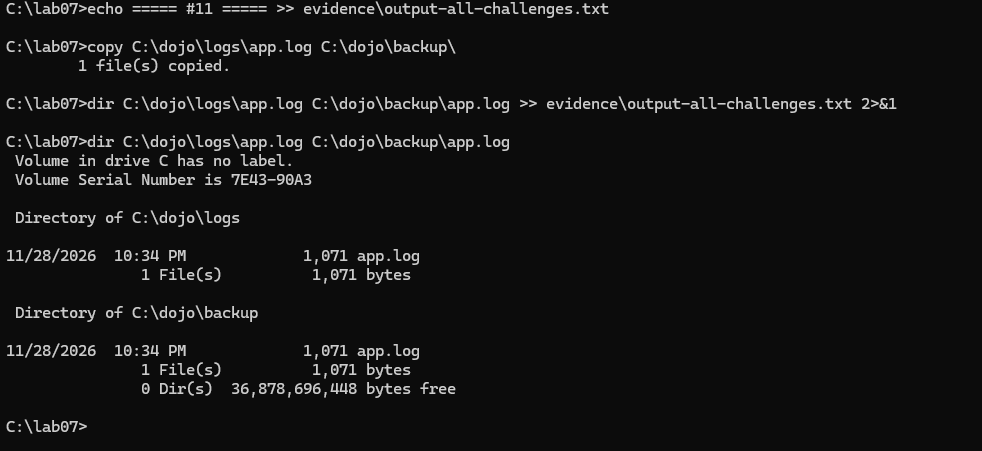 C:\lab07>echo ===== #11 ===== >> evidence\output-all-challenges.txt
C:\lab07>copy C:\dojo\logs\app.log C:\dojo\backup\
        1 file(s) copied.
C:\lab07>dir C:\dojo\logs\app.log C:\dojo\backup\app.log >> evidence\output-all-challenges.txt 2>&1
C:\lab07>dir C:\dojo\logs\app.log C:\dojo\backup\app.log
 Volume in drive C has no label.
 Volume Serial Number is 7E43-90A3
 Directory of C:\dojo\logs
11/28/2026  10:34 PM             1,071 app.log
               1 File(s)          1,071 bytes
 Directory of C:\dojo\backup
11/28/2026  10:34 PM             1,071 app.log
               1 File(s)          1,071 bytes
               0 Dir(s)  36,878,696,448 bytes free
C:\lab07>